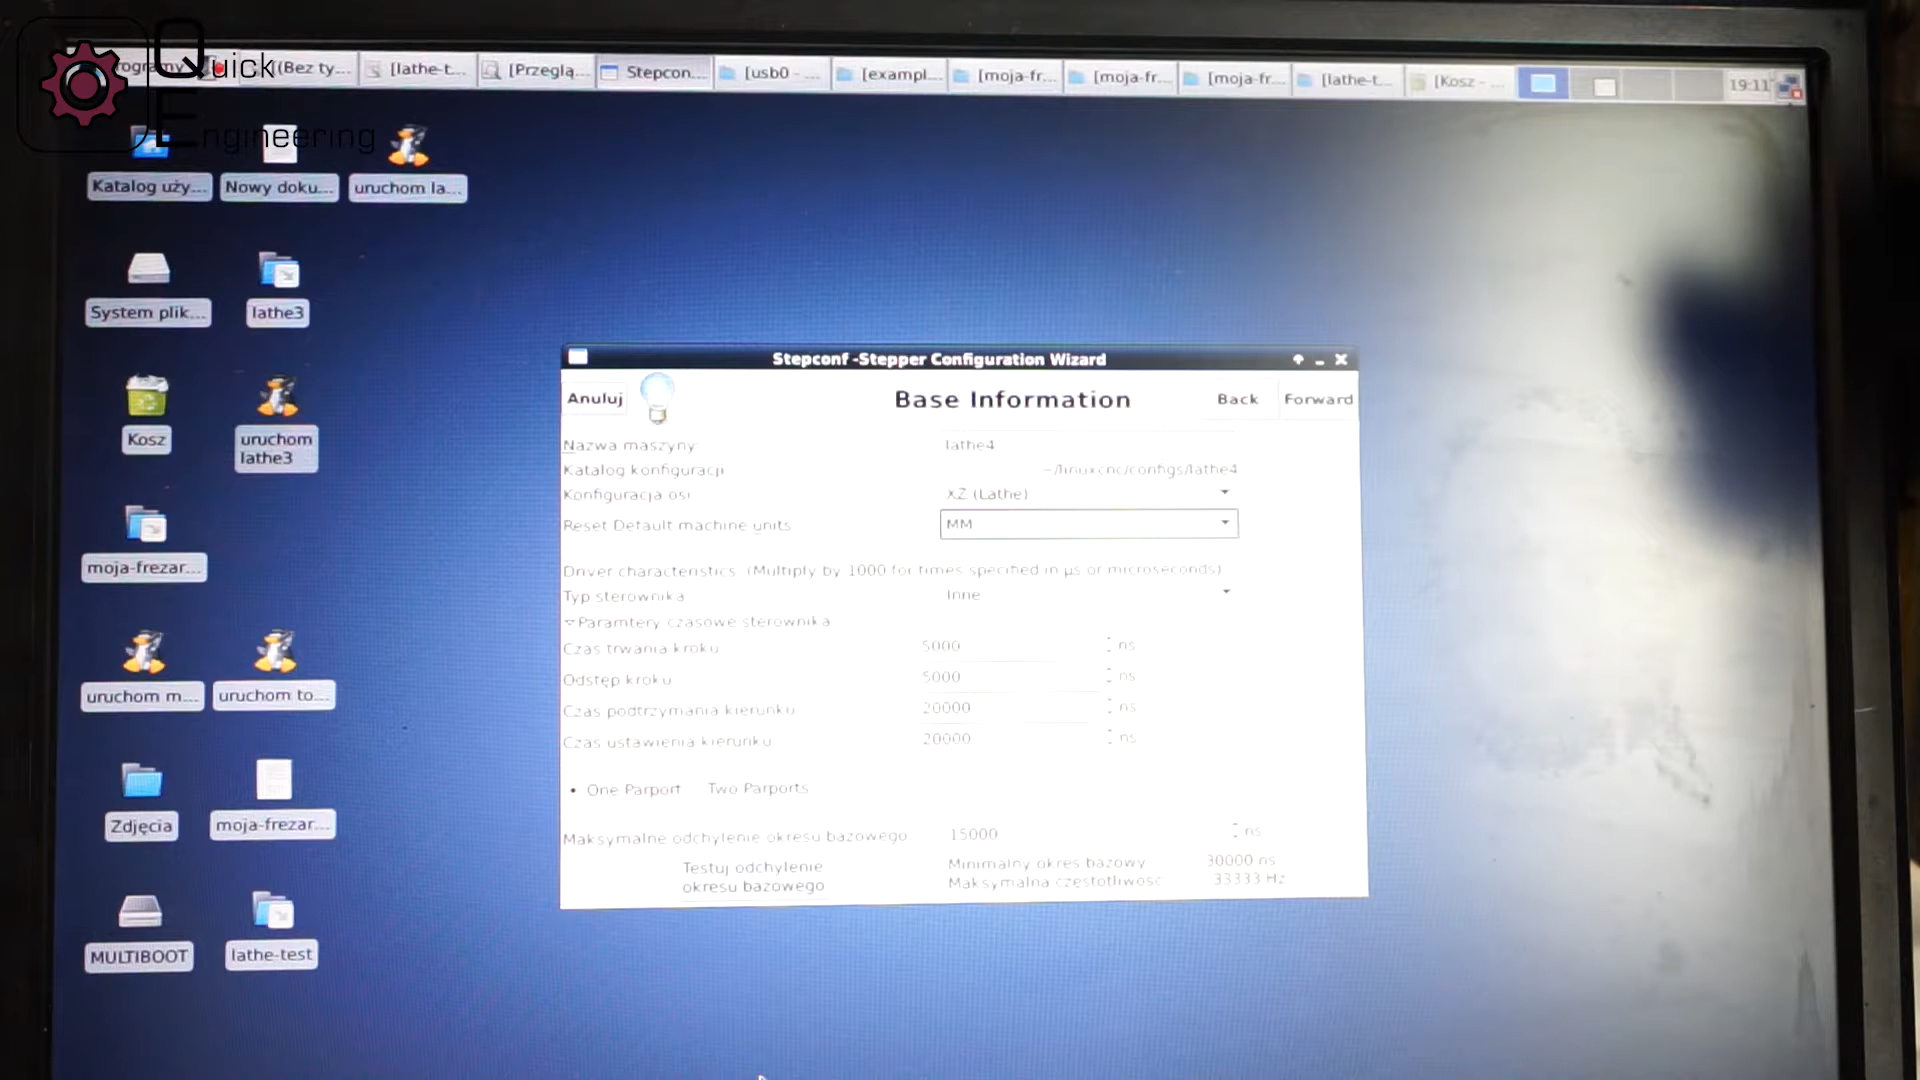 Quick
Engineering
rogramy
(Bez ty...
[lathe-t...
[Przeglą...
Stepcon...
[usb0 - ...
[exampl...
[moja-fr...
[moja-fr...
[moja-fr...
[lathe-t...
[Kosz - ...
19:11
Katalog uży...
Nowy doku...
uruchom la...
System plik...
lathe3
Kosz
uruchom
lathe3
moja-frezar...
uruchom m...
uruchom to...
Zdjęcia
moja-frezar...
MULTIBOOT
lathe-test
Stepconf -Stepper Configuration Wizard
Anuluj
Base Information
Back
Forward
Nazwa maszyny:
lathe4
Katalog konfiguracji
~/linuxcnc/configs/lathe4
Konfiguracja osi
XZ (Lathe)
Reset Default machine units
MM
Driver characteristics: (Multiply by 1000 for times specified in µs or microseconds)
Typ sterownika
Inne
Paramtery czasowe sterownika
Czas trwania kroku
5000
ns
Odstęp kroku
5000
ns
Czas podtrzymania kierunku
20000
ns
Czas ustawienia kierunku
20000
ns
One Parport
Two Parports
Maksymalne odchylenie okresu bazowego
15000
ns
Testuj odchylenie
okresu bazowego
Minimalny okres bazowy
30000 ns
Maksymalna częstotliwość
33333 Hz